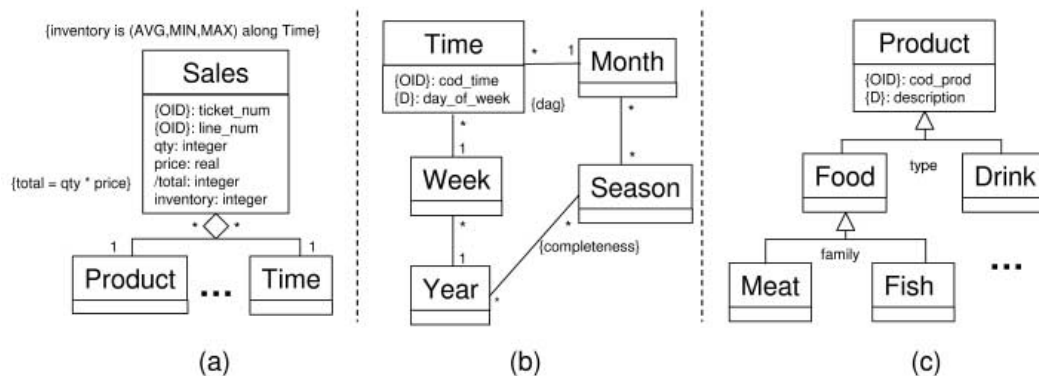 {inventory is (AVG,MIN,MAX) along Time}
Sales
{OID}: ticket_num
{OID}: line_num
qty: integer
price: real
/total: integer
inventory: integer
{total = qty * price}
* *
1 1
Product ... Time
(a)
Time
{OID}: cod_time
{D}: day_of_week
* 1
Month
{dag}
*
1
*
*
Week
Season
*
1
*
{completeness}
Year
*
(b)
Product
{OID}: cod_prod
{D}: description
type
Food
Drink
family
Meat
Fish
...
(c)